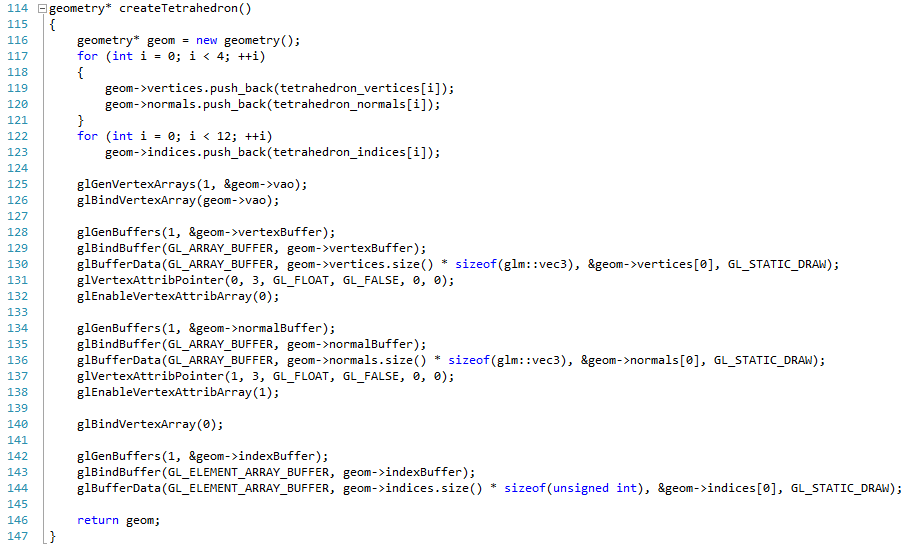 114 geometry* createTetrahedron()
115 {
116     geometry* geom = new geometry();
117     for (int i = 0; i < 4; ++i)
118     {
119         geom->vertices.push_back(tetrahedron_vertices[i]);
120         geom->normals.push_back(tetrahedron_normals[i]);
121     }
122     for (int i = 0; i < 12; ++i)
123         geom->indices.push_back(tetrahedron_indices[i]);
124
125     glGenVertexArrays(1, &geom->vao);
126     glBindVertexArray(geom->vao);
127
128     glGenBuffers(1, &geom->vertexBuffer);
129     glBindBuffer(GL_ARRAY_BUFFER, geom->vertexBuffer);
130     glBufferData(GL_ARRAY_BUFFER, geom->vertices.size() * sizeof(glm::vec3), &geom->vertices[0], GL_STATIC_DRAW);
131     glVertexAttribPointer(0, 3, GL_FLOAT, GL_FALSE, 0, 0);
132     glEnableVertexAttribArray(0);
133
134     glGenBuffers(1, &geom->normalBuffer);
135     glBindBuffer(GL_ARRAY_BUFFER, geom->normalBuffer);
136     glBufferData(GL_ARRAY_BUFFER, geom->normals.size() * sizeof(glm::vec3), &geom->normals[0], GL_STATIC_DRAW);
137     glVertexAttribPointer(1, 3, GL_FLOAT, GL_FALSE, 0, 0);
138     glEnableVertexAttribArray(1);
139
140     glBindVertexArray(0);
141
142     glGenBuffers(1, &geom->indexBuffer);
143     glBindBuffer(GL_ELEMENT_ARRAY_BUFFER, geom->indexBuffer);
144     glBufferData(GL_ELEMENT_ARRAY_BUFFER, geom->indices.size() * sizeof(unsigned int), &geom->indices[0], GL_STATIC_DRAW);
145
146     return geom;
147 }